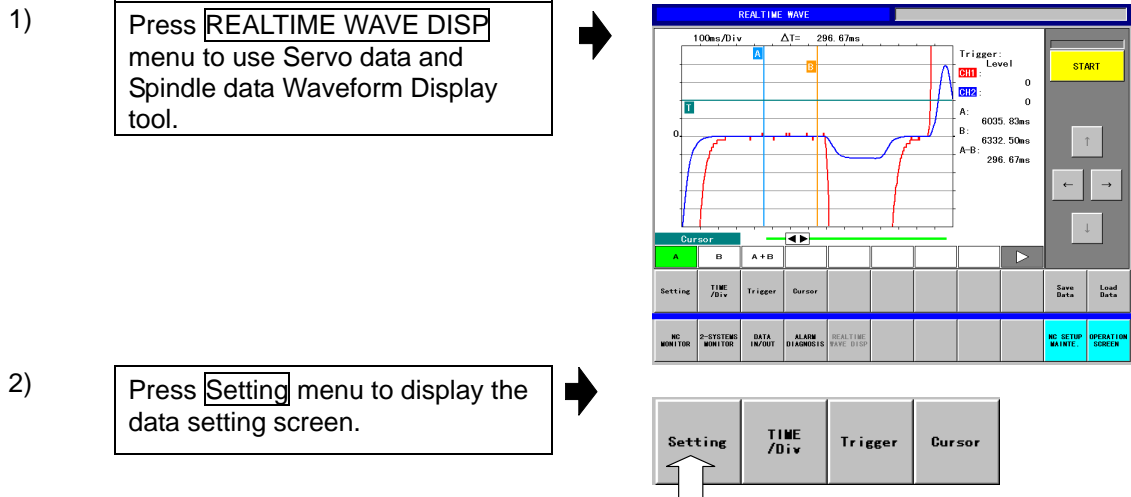 1)
Press REALTIME WAVE DISP
menu to use Servo data and
Spindle data Waveform Display
tool.
REALTIME WAVE
100ms/Div ΔT= 296.67ms
A
B
T
0
Trigger:
Level
CH1:
0
CH2:
0
A:
6035.83ms
B:
6332.50ms
A-B:
296.67ms
START
↑
← →
↓
Cursor
A B A+B
Setting TIME /Div Trigger Cursor Save Data Load Data
NC MONITOR 2-SYSTEMS MONITOR DATA IN/OUT ALARM DIAGNOSIS REALTIME WAVE DISP NC SETUP MAINTE. OPERATION SCREEN
2)
Press Setting menu to display the
data setting screen.
Setting TIME /Div Trigger Cursor